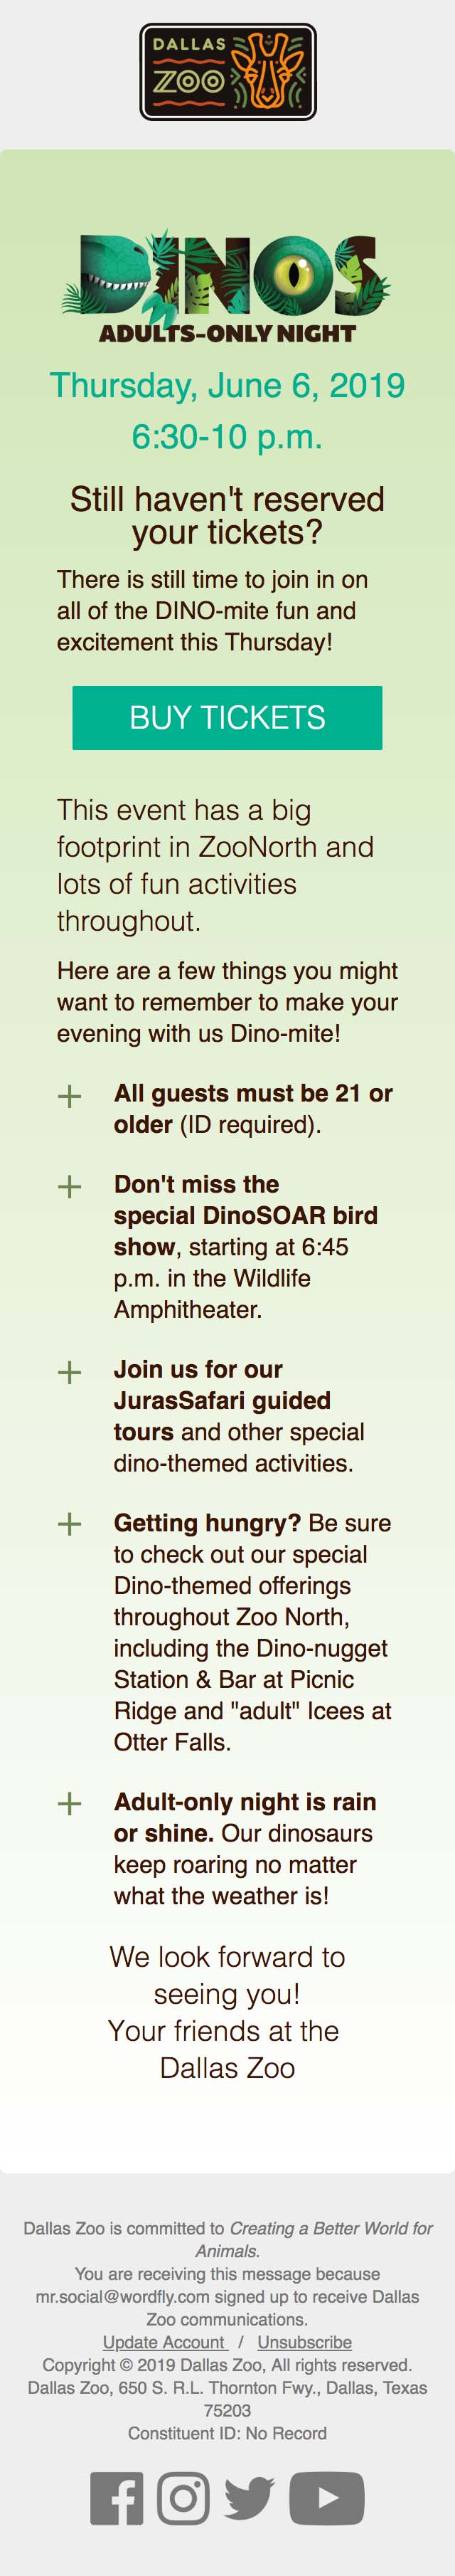 DALLAS
ZOO
DINOS
ADULTS-ONLY NIGHT
Thursday, June 6, 2019
6:30-10 p.m.
Still haven't reserved
your tickets?
There is still time to join in on
all of the DINO-mite fun and
excitement this Thursday!
BUY TICKETS
This event has a big
footprint in ZooNorth and
lots of fun activities
throughout.
Here are a few things you might
want to remember to make your
evening with us Dino-mite!
+ All guests must be 21 or
older (ID required).
+ Don't miss the
special DinoSOAR bird
show, starting at 6:45
p.m. in the Wildlife
Amphitheater.
+ Join us for our
JurasSafari guided
tours and other special
dino-themed activities.
+ Getting hungry? Be sure
to check out our special
Dino-themed offerings
throughout Zoo North,
including the Dino-nugget
Station & Bar at Picnic
Ridge and "adult" Icees at
Otter Falls.
+ Adult-only night is rain
or shine. Our dinosaurs
keep roaring no matter
what the weather is!
We look forward to
seeing you!
Your friends at the
Dallas Zoo
Dallas Zoo is committed to Creating a Better World for
Animals.
You are receiving this message because
mr.social@wordfly.com signed up to receive Dallas
Zoo communications.
Update Account / Unsubscribe
Copyright © 2019 Dallas Zoo, All rights reserved.
Dallas Zoo, 650 S. R.L. Thornton Fwy., Dallas, Texas
75203
Constituent ID: No Record